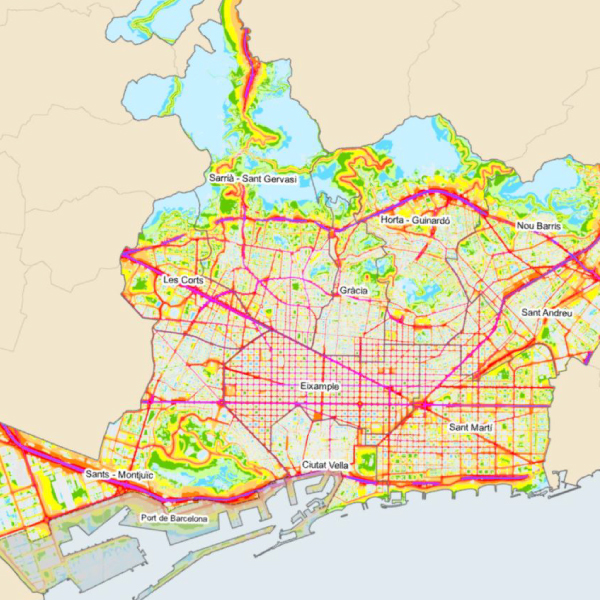 Sarrià - Sant Gervasi
Horta - Guinardó
Nou Barris
Les Corts
Gràcia
Sant Andreu
Eixample
Sant Martí
Ciutat Vella
Sants - Montjuïc
Port de Barcelona